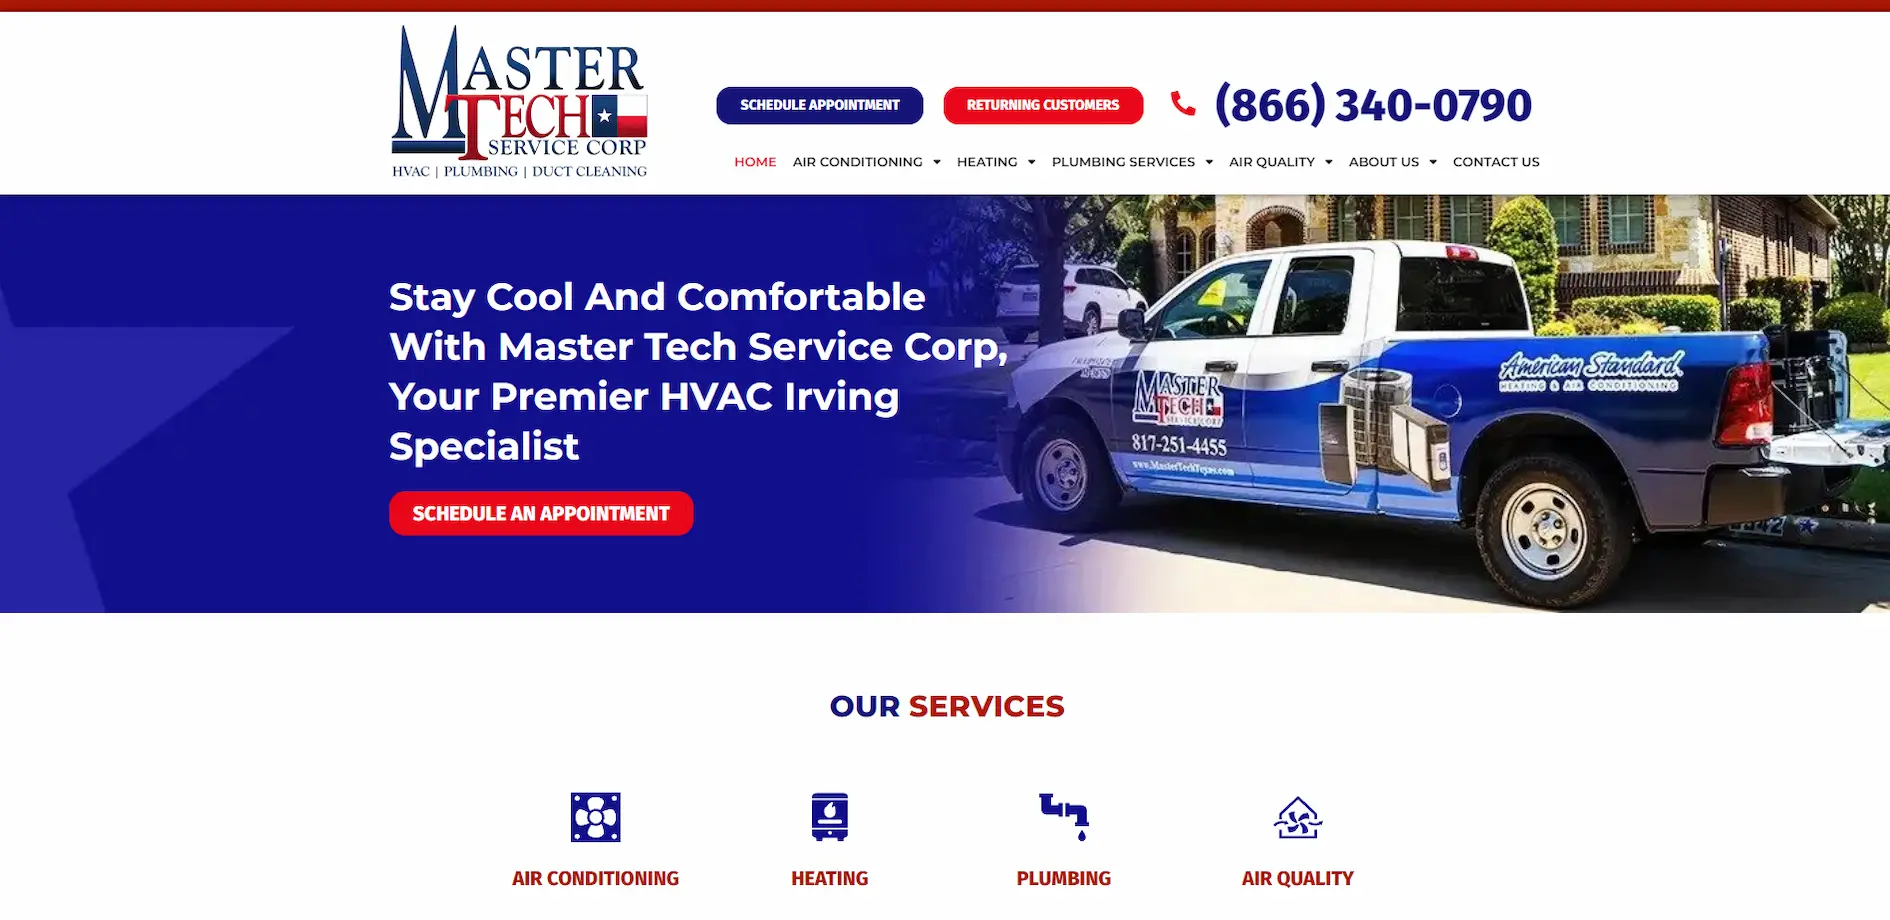 MASTER
TECH
SERVICE CORP
HVAC | PLUMBING | DUCT CLEANING
SCHEDULE APPOINTMENT
RETURNING CUSTOMERS
(866) 340-0790
HOME
AIR CONDITIONING
HEATING
PLUMBING SERVICES
AIR QUALITY
ABOUT US
CONTACT US
Stay Cool And Comfortable
With Master Tech Service Corp,
Your Premier HVAC Irving
Specialist
SCHEDULE AN APPOINTMENT
MASTER
TECH
SERVICE CORP
817-251-4455
www.MasterTechTexas.com
American Standard.
HEATING & AIR CONDITIONING
OUR SERVICES
AIR CONDITIONING
HEATING
PLUMBING
AIR QUALITY